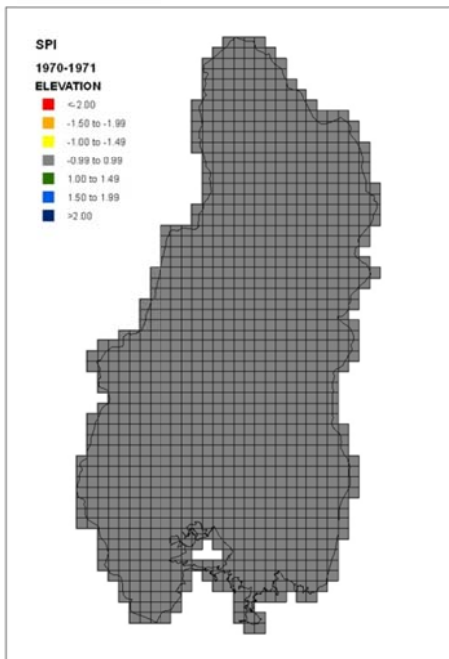 SPI
1970-1971
ELEVATION
<-2.00
-1.50 to -1.99
-1.00 to -1.49
-0.99 to 0.99
1.00 to 1.49
1.50 to 1.99
>2.00